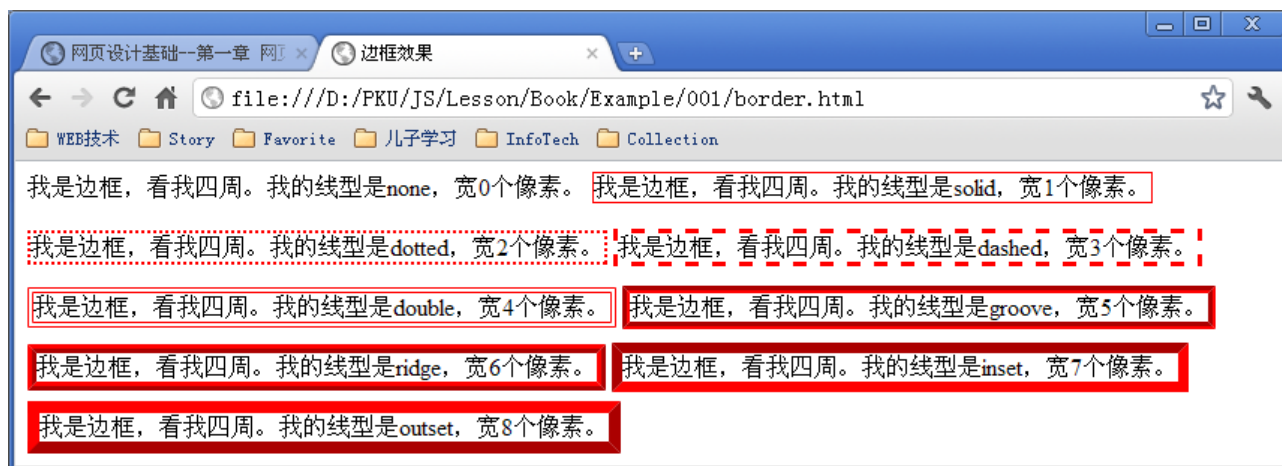 网页设计基础--第一章 网页 边框效果
file:///D:/PKU/JS/Lesson/Book/Example/001/border.html
WEB技术 Story Favorite 儿子学习 InfoTech Collection
我是边框，看我四周。我的线型是none，宽0个像素。 我是边框，看我四周。我的线型是solid，宽1个像素。
我是边框，看我四周。我的线型是dotted，宽2个像素。 我是边框，看我四周。我的线型是dashed，宽3个像素。
我是边框，看我四周。我的线型是double，宽4个像素。 我是边框，看我四周。我的线型是groove，宽5个像素。
我是边框，看我四周。我的线型是ridge，宽6个像素。 我是边框，看我四周。我的线型是inset，宽7个像素。
我是边框，看我四周。我的线型是outset，宽8个像素。